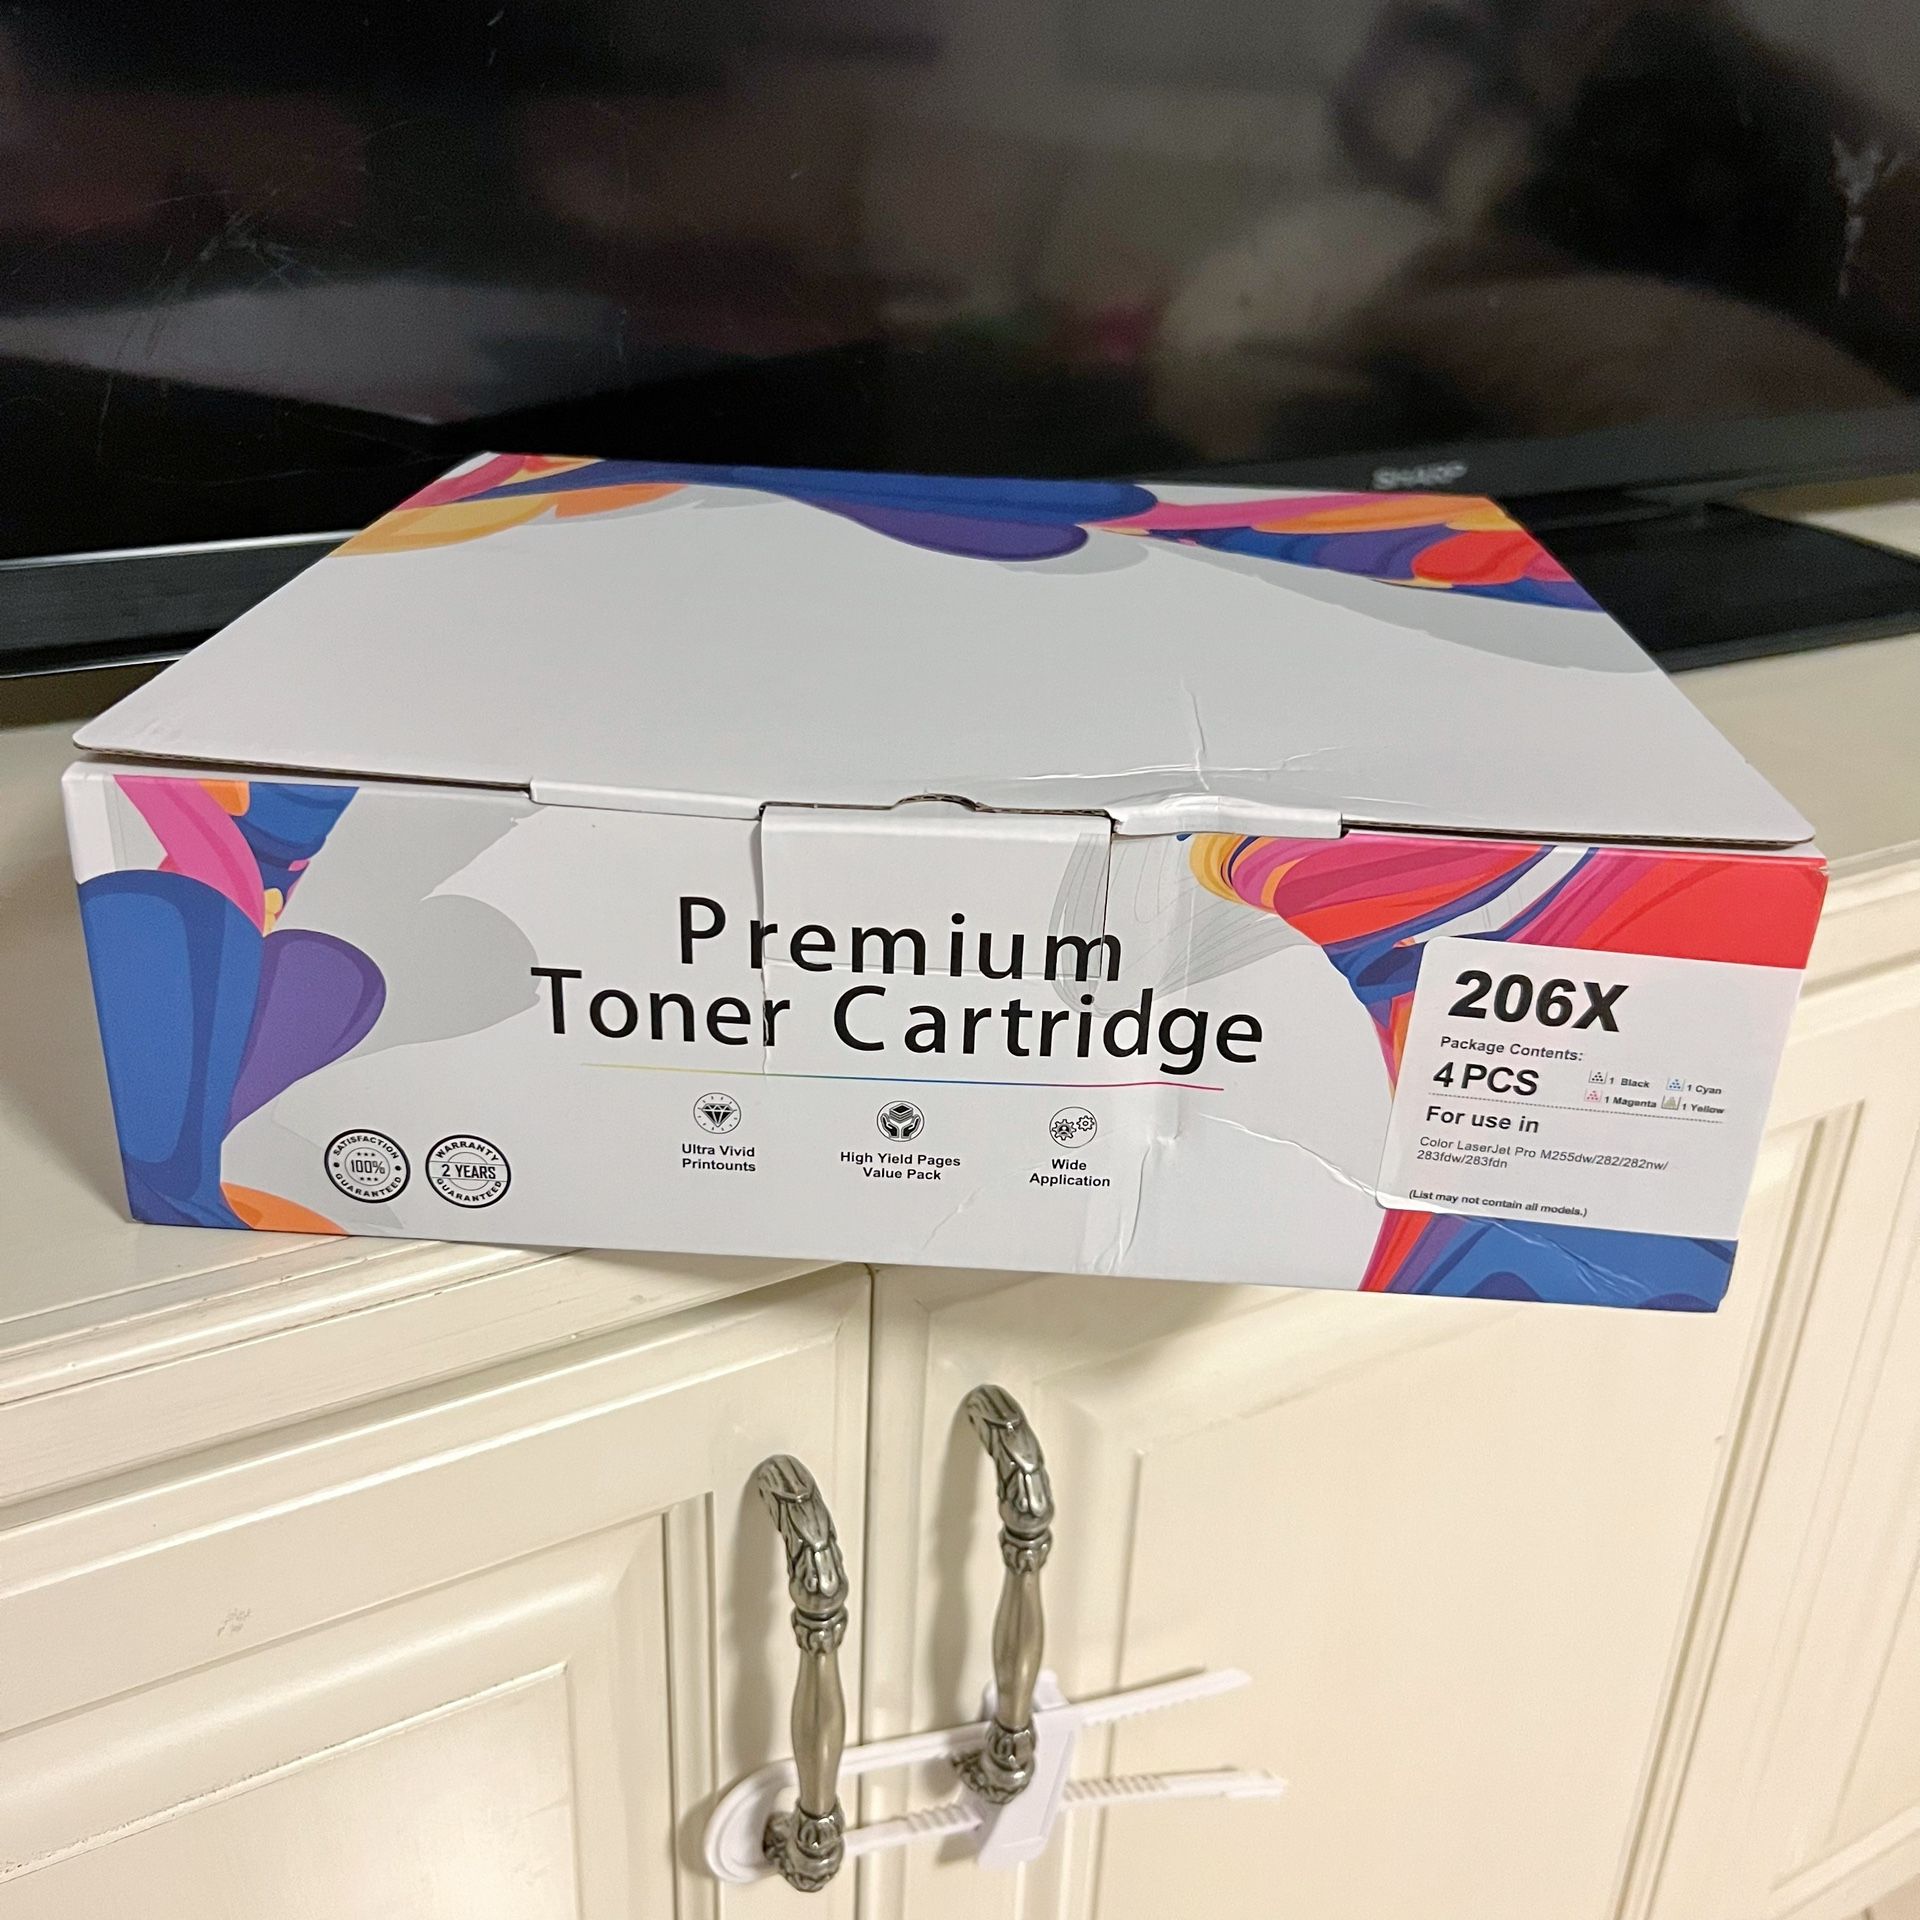 SHARP
Premium
Toner Cartridge
SATISFACTION
100%
GUARANTEED
WARRANTY
2 YEARS
GUARANTEED
Ultra Vivid
Printounts
High Yield Pages
Value Pack
Wide
Application
206X
Package Contents:
4 PCS
1 Black 1 Cyan
1 Magenta 1 Yellow
For use in
Color LaserJet Pro M255dw/282/282nw/
283fdw/283fdn
(List may not contain all models.)